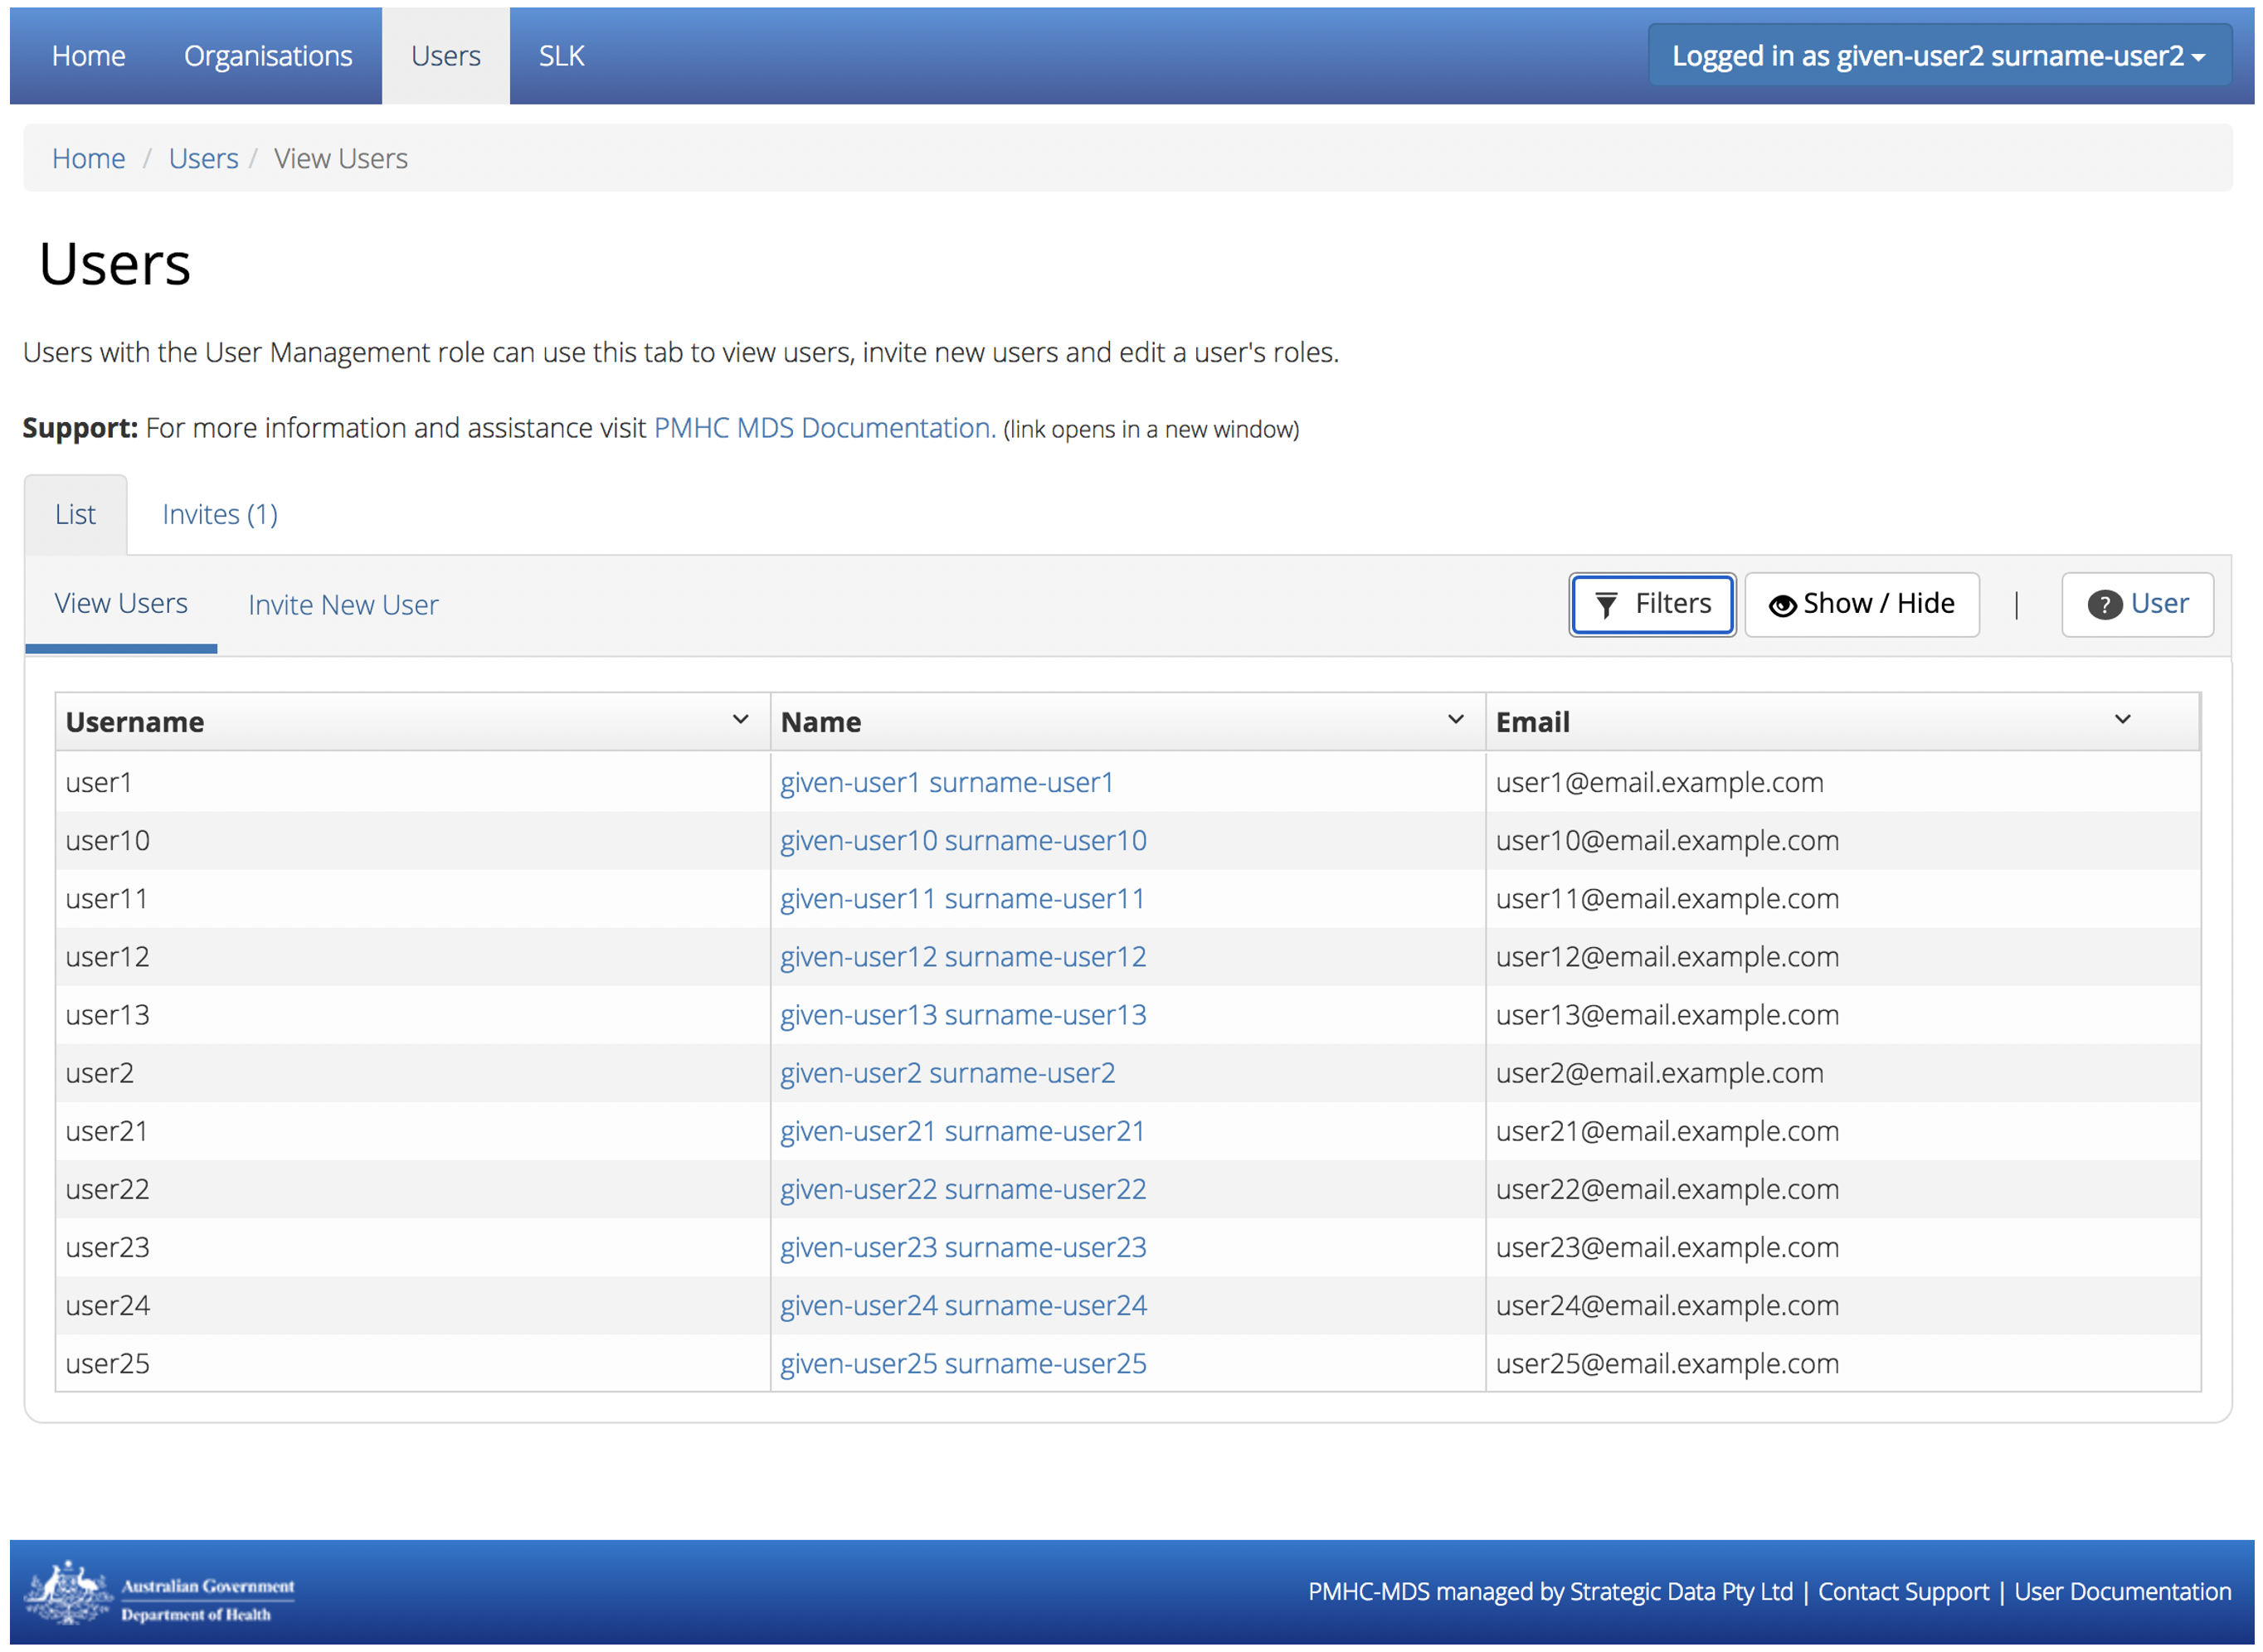 Home Organisations Users SLK Logged in as given-user2 surname-user2
Home / Users / View Users
Users
Users with the User Management role can use this tab to view users, invite new users and edit a user's roles.
Support: For more information and assistance visit PMHC MDS Documentation. (link opens in a new window)
List Invites (1)
View Users Invite New User Filters Show / Hide | ? User
Username Name Email
user1 given-user1 surname-user1 user1@email.example.com
user10 given-user10 surname-user10 user10@email.example.com
user11 given-user11 surname-user11 user11@email.example.com
user12 given-user12 surname-user12 user12@email.example.com
user13 given-user13 surname-user13 user13@email.example.com
user2 given-user2 surname-user2 user2@email.example.com
user21 given-user21 surname-user21 user21@email.example.com
user22 given-user22 surname-user22 user22@email.example.com
user23 given-user23 surname-user23 user23@email.example.com
user24 given-user24 surname-user24 user24@email.example.com
user25 given-user25 surname-user25 user25@email.example.com
Australian Government
Department of Health
PMHC-MDS managed by Strategic Data Pty Ltd | Contact Support | User Documentation